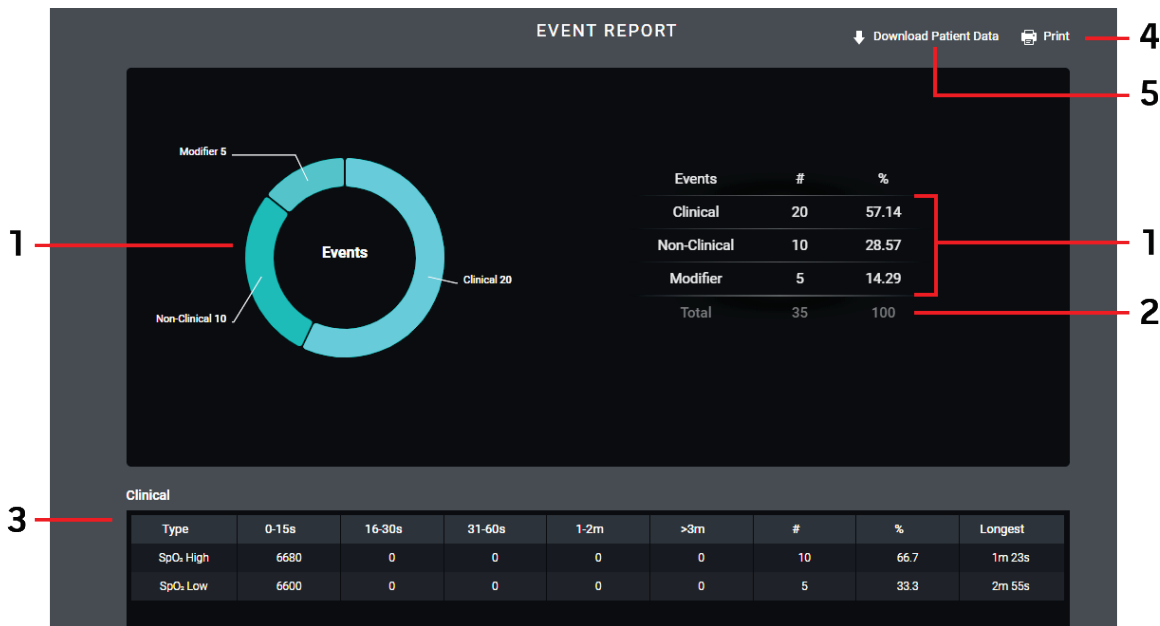 EVENT REPORT
Download Patient Data
Print
4
5
Modifier 5
Events
Clinical 20
Non-Clinical 10
1
Events # %
Clinical 20 57.14
Non-Clinical 10 28.57
Modifier 5 14.29
Total 35 100
1
2
Clinical
3
Type 0-15s 16-30s 31-60s 1-2m >3m # % Longest
SpO₂ High 6680 0 0 0 0 10 66.7 1m 23s
SpO₂ Low 6600 0 0 0 0 5 33.3 2m 55s